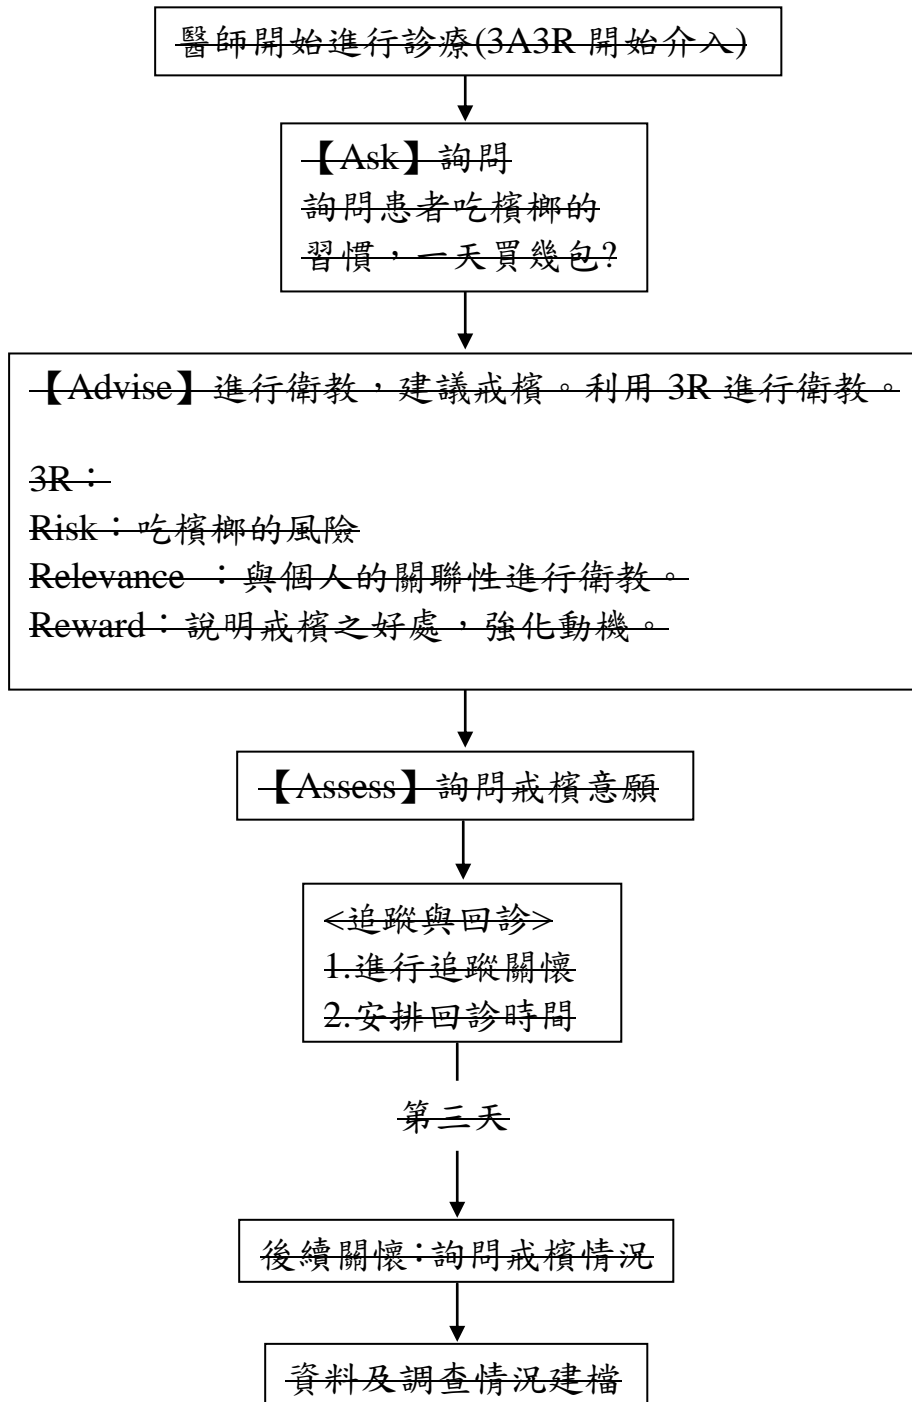 醫師開始進行診療(3A3R 開始介入)
【Ask】詢問
詢問患者吃檳榔的
習慣，一天買幾包?
【Advise】進行衛教，建議戒檳。利用 3R 進行衛教。
3R：
Risk：吃檳榔的風險
Relevance ：與個人的關聯性進行衛教。
Reward：說明戒檳之好處，強化動機。
【Assess】詢問戒檳意願
<追蹤與回診>
1.進行追蹤關懷
2.安排回診時間
第三天
後續關懷：詢問戒檳情況
資料及調查情況建檔